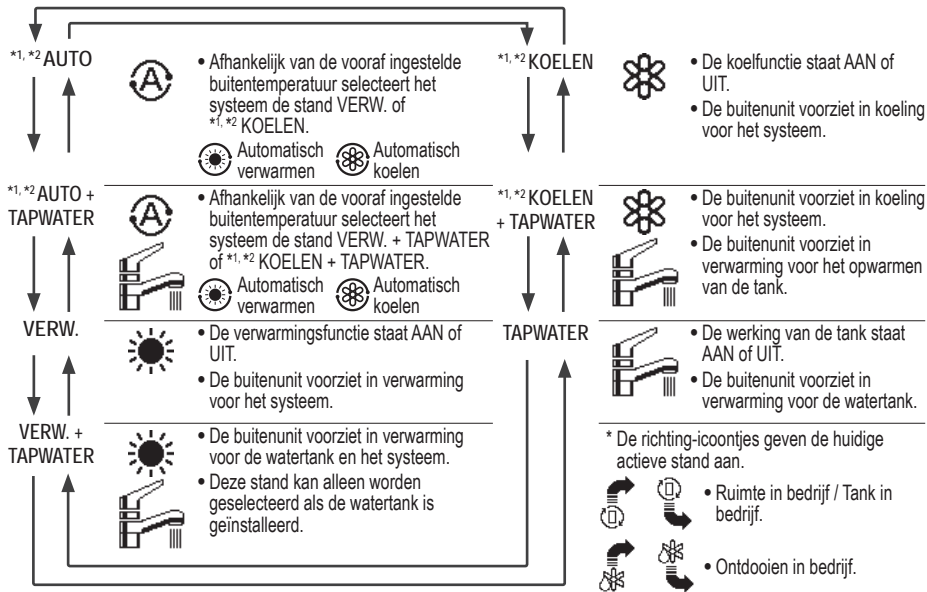 *1, *2 AUTO
• Afhankelijk van de vooraf ingestelde
buitentemperatuur selecteert het
systeem de stand VERW. of
*1, *2 KOELEN.
Automatisch
verwarmen
Automatisch
koelen
*1, *2 AUTO +
TAPWATER
• Afhankelijk van de vooraf ingestelde
buitentemperatuur selecteert het
systeem de stand VERW. + TAPWATER
of *1, *2 KOELEN + TAPWATER.
Automatisch
verwarmen
Automatisch
koelen
VERW.
• De verwarmingsfunctie staat AAN of
UIT.
• De buitenunit voorziet in verwarming
voor het systeem.
VERW. +
TAPWATER
• De buitenunit voorziet in verwarming
voor de watertank en het systeem.
• Deze stand kan alleen worden
geselecteerd als de watertank is
geïnstalleerd.
*1, *2 KOELEN
• De koelfunctie staat AAN of
UIT.
• De buitenunit voorziet in koeling
voor het systeem.
*1, *2 KOELEN
+ TAPWATER
• De buitenunit voorziet in koeling
voor het systeem.
• De buitenunit voorziet in
verwarming voor het opwarmen
van de tank.
TAPWATER
• De werking van de tank staat
AAN of UIT.
• De buitenunit voorziet in
verwarming voor de watertank.
* De richting-icoontjes geven de huidige
actieve stand aan.
• Ruimte in bedrijf / Tank in
bedrijf.
• Ontdooien in bedrijf.